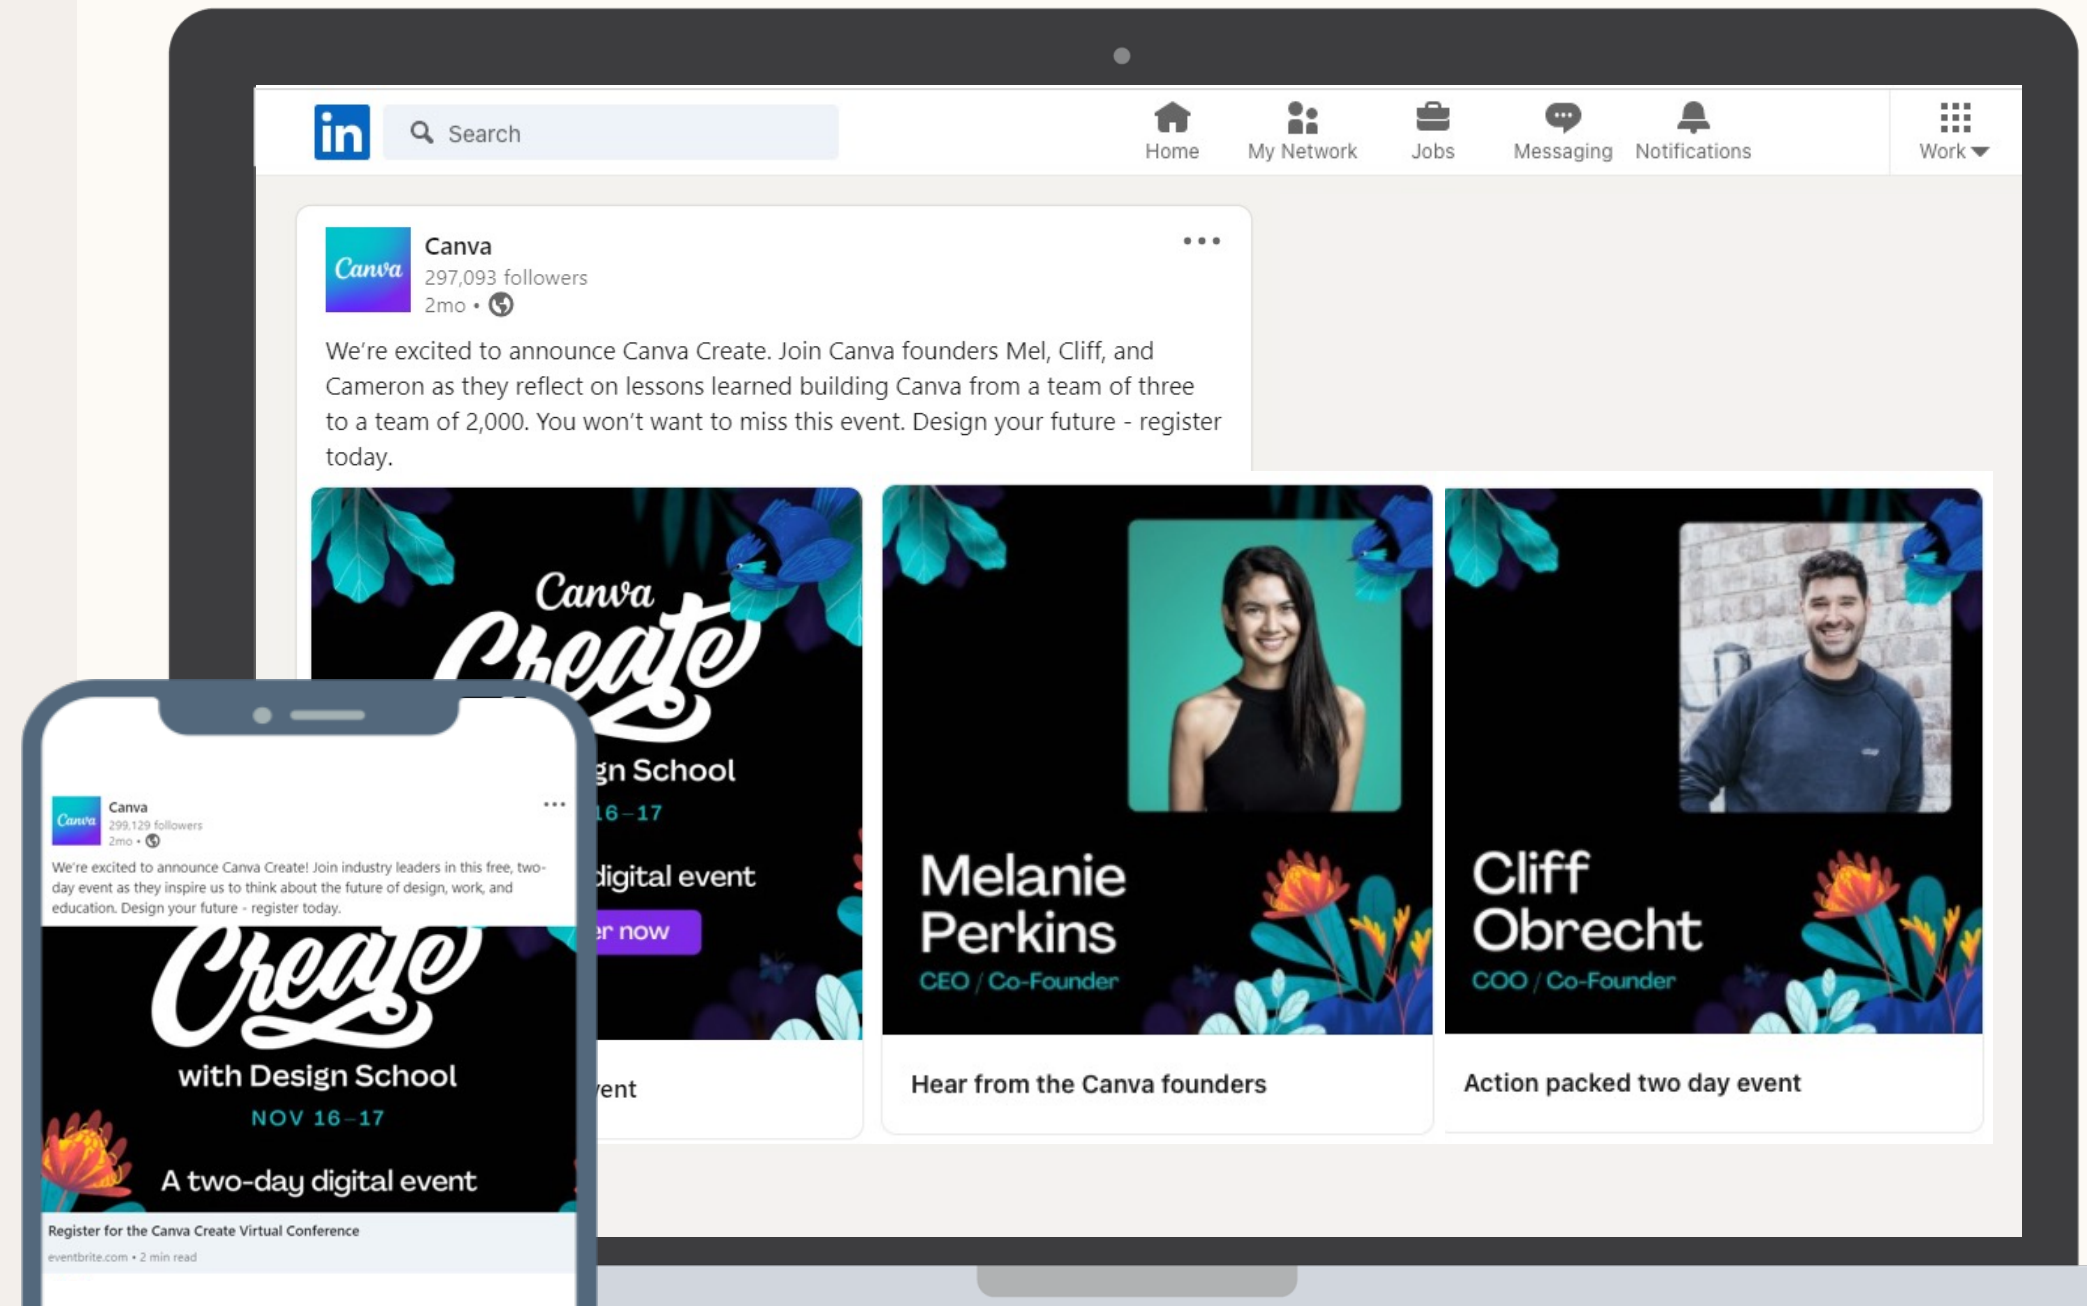 in
Search
Home
My Network
Jobs
Messaging
Notifications
Work
Canva
Canva
297,093 followers
2mo •
We're excited to announce Canva Create. Join Canva founders Mel, Cliff, and
Cameron as they reflect on lessons learned building Canva from a team of three
to a team of 2,000. You won't want to miss this event. Design your future - register
today.
Canva
Create
School
16–17
digital event
now
Melanie
Perkins
CEO / Co-Founder
Hear from the Canva founders
Cliff
Obrecht
COO / Co-Founder
Action packed two day event
Canva
Canva
299,129 followers
2mo •
We're excited to announce Canva Create! Join industry leaders in this free, two-
day event as they inspire us to think about the future of design, work, and
education. Design your future - register today.
Create
with Design School
NOV 16–17
A two-day digital event
Register for the Canva Create Virtual Conference
eventbrite.com • 2 min read